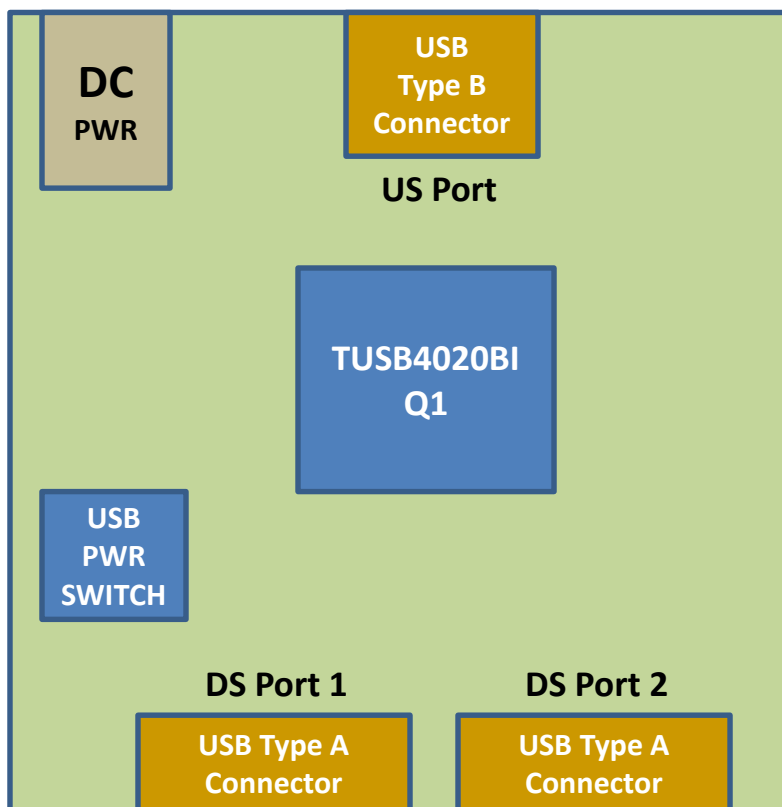 DC
PWR
USB
Type B
Connector
US Port
TUSB4020BI
Q1
USB
PWR
SWITCH
DS Port 1
DS Port 2
USB Type A
Connector
USB Type A
Connector